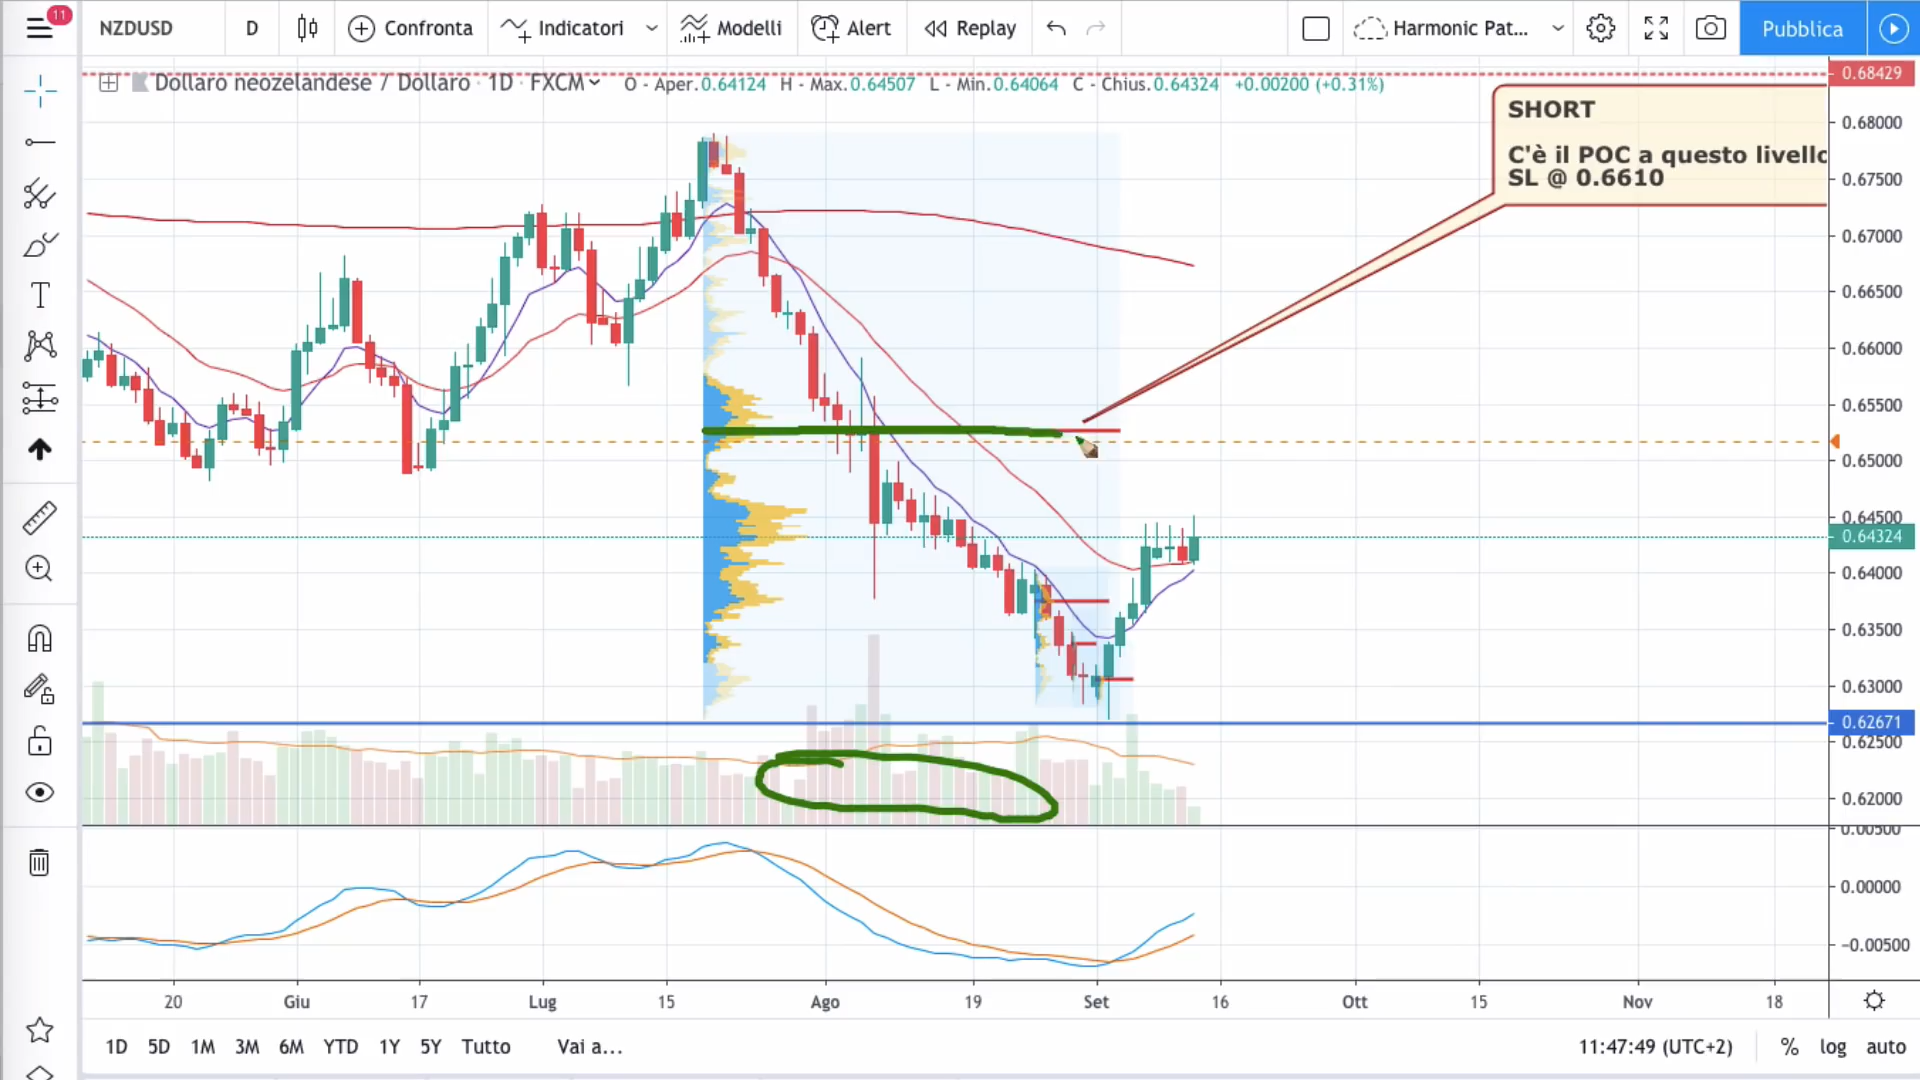 11
NZDUSD
D
Confronta
Indicatori
Modelli
Alert
Replay
Harmonic Pat...
Pubblica
Dollaro neozelandese / Dollaro · 1D · FXCM
O - Aper.0.64124 H - Max.0.64507 L - Min.0.64064 C - Chius.0.64324 +0.00200 (+0.31%)
SHORT
C'è il POC a questo livello
SL @ 0.6610
0.68429
0.68000
0.67500
0.67000
0.66500
0.66000
0.65500
0.65000
0.64500
0.64324
0.64000
0.63500
0.63000
0.62671
0.62500
0.62000
0.00500
0.00000
−0.00500
20 Giu 17 Lug 15 Ago 19 Set 16 Ott 15 Nov 18
1D 5D 1M 3M 6M YTD 1Y 5Y Tutto Vai a...
11:47:49 (UTC+2) % log auto